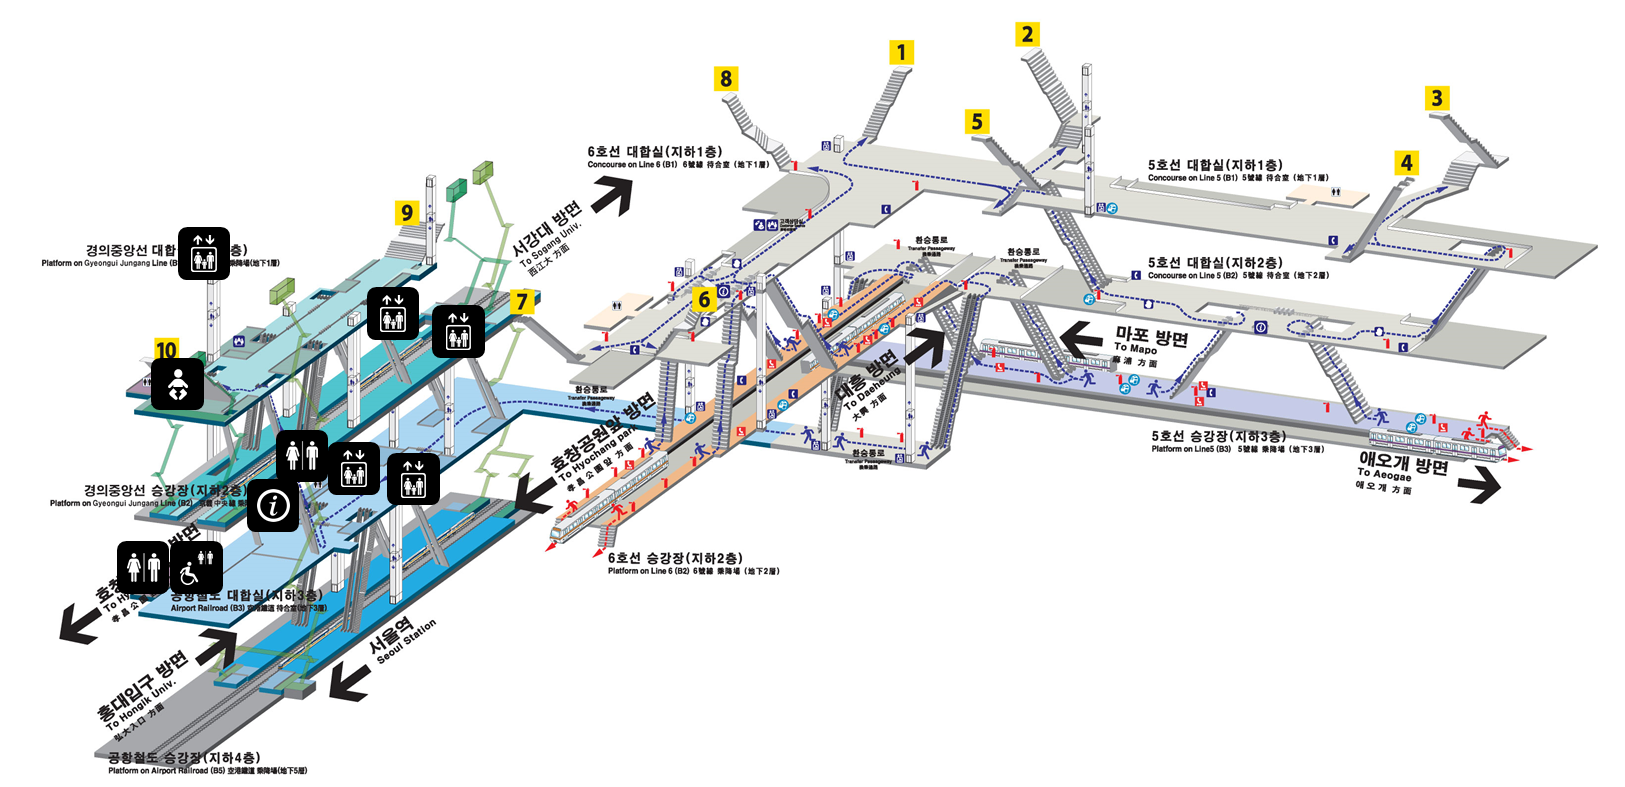 8
1
2
5
3
4
9
7
6
10
6호선 대합실(지하1층)
Concourse on Line 6 (B1) 6號線 待合室 (地下1層)
5호선 대합실(지하1층)
Concourse on Line 5 (B1) 5號線 待合室 (地下1層)
5호선 대합실(지하2층)
Concourse on Line 5 (B2) 5號線 待合室 (地下2層)
경의중앙선 대합
층)
Platform on Gyeongui Jungang Line
乘降場(地下1層)
서강대 방면
To Sogang Univ.
西江大 方面
고객상담실
환승통로
Transfer Passageway
換乘通路
환승통로
Transfer Passageway
換乘通路
마포 방면
To Mapo
麻浦 方面
대흥 방면
To Daeheung
大興 方面
환승통로
Transfer Passageway
換乘通路
효창공원앞 방면
To Hyochang park
孝昌公園앞 方面
환승통로
Transfer Passageway
換乘通路
5호선 승강장(지하3층)
Platform on Line5 (B3) 5號線 乘降場 (地下3層)
애오개 방면
To Aeogae
애오개 方面
경의중앙선 승강장(지하2층)
Platform on Gyeongui Jungang Line (B2)
방면
6호선 승강장(지하2층)
Platform on Line 6 (B2) 6號線 乘降場 (地下2層)
공항철도 대합실(지하3층)
Airport Railroad (B3) 空港鐵道 待合室(地下3層)
서울역
Seoul Station
홍대입구 방면
To Hongik Univ.
弘大入口 方面
공항철도 승강장(지하4층)
Platform on Airport Railroad (B5) 空港鐵道 乘降場(地下5層)